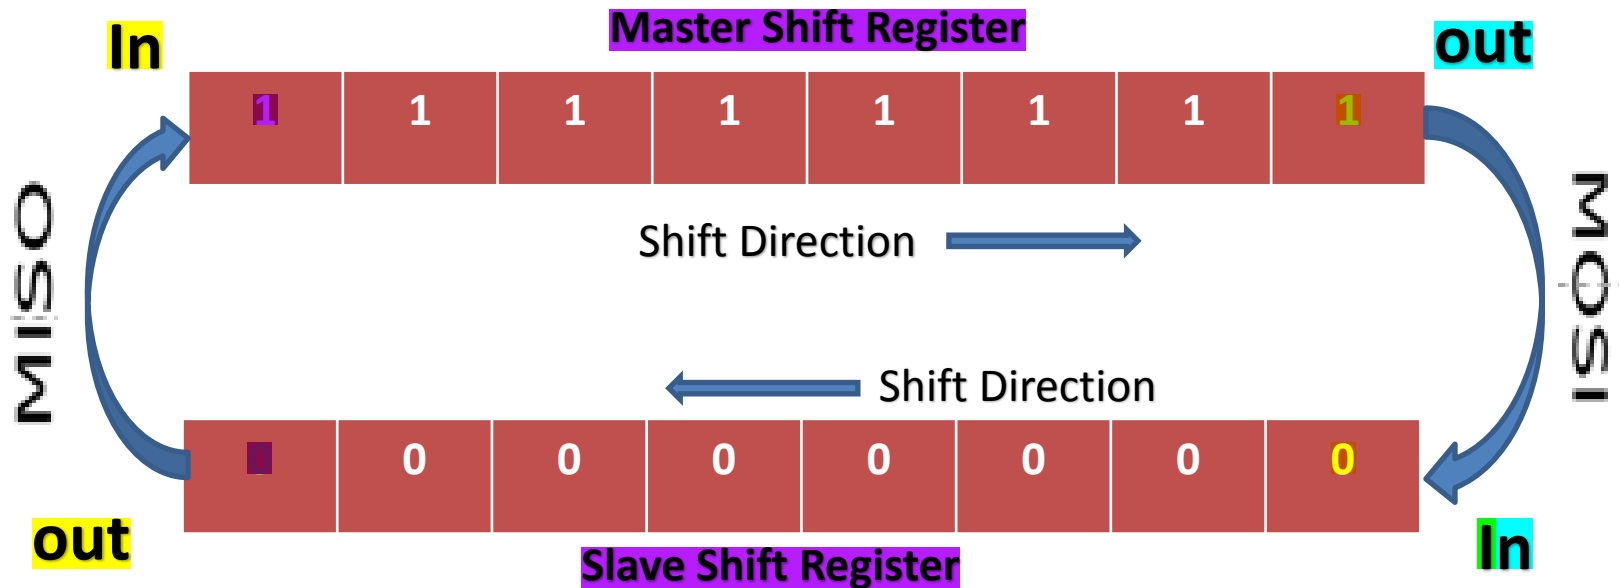 Master Shift Register
In
out
1 1 1 1 1 1 1 1
MISO
MOSI
Shift Direction
Shift Direction
0 0 0 0 0 0 0
out
In
Slave Shift Register